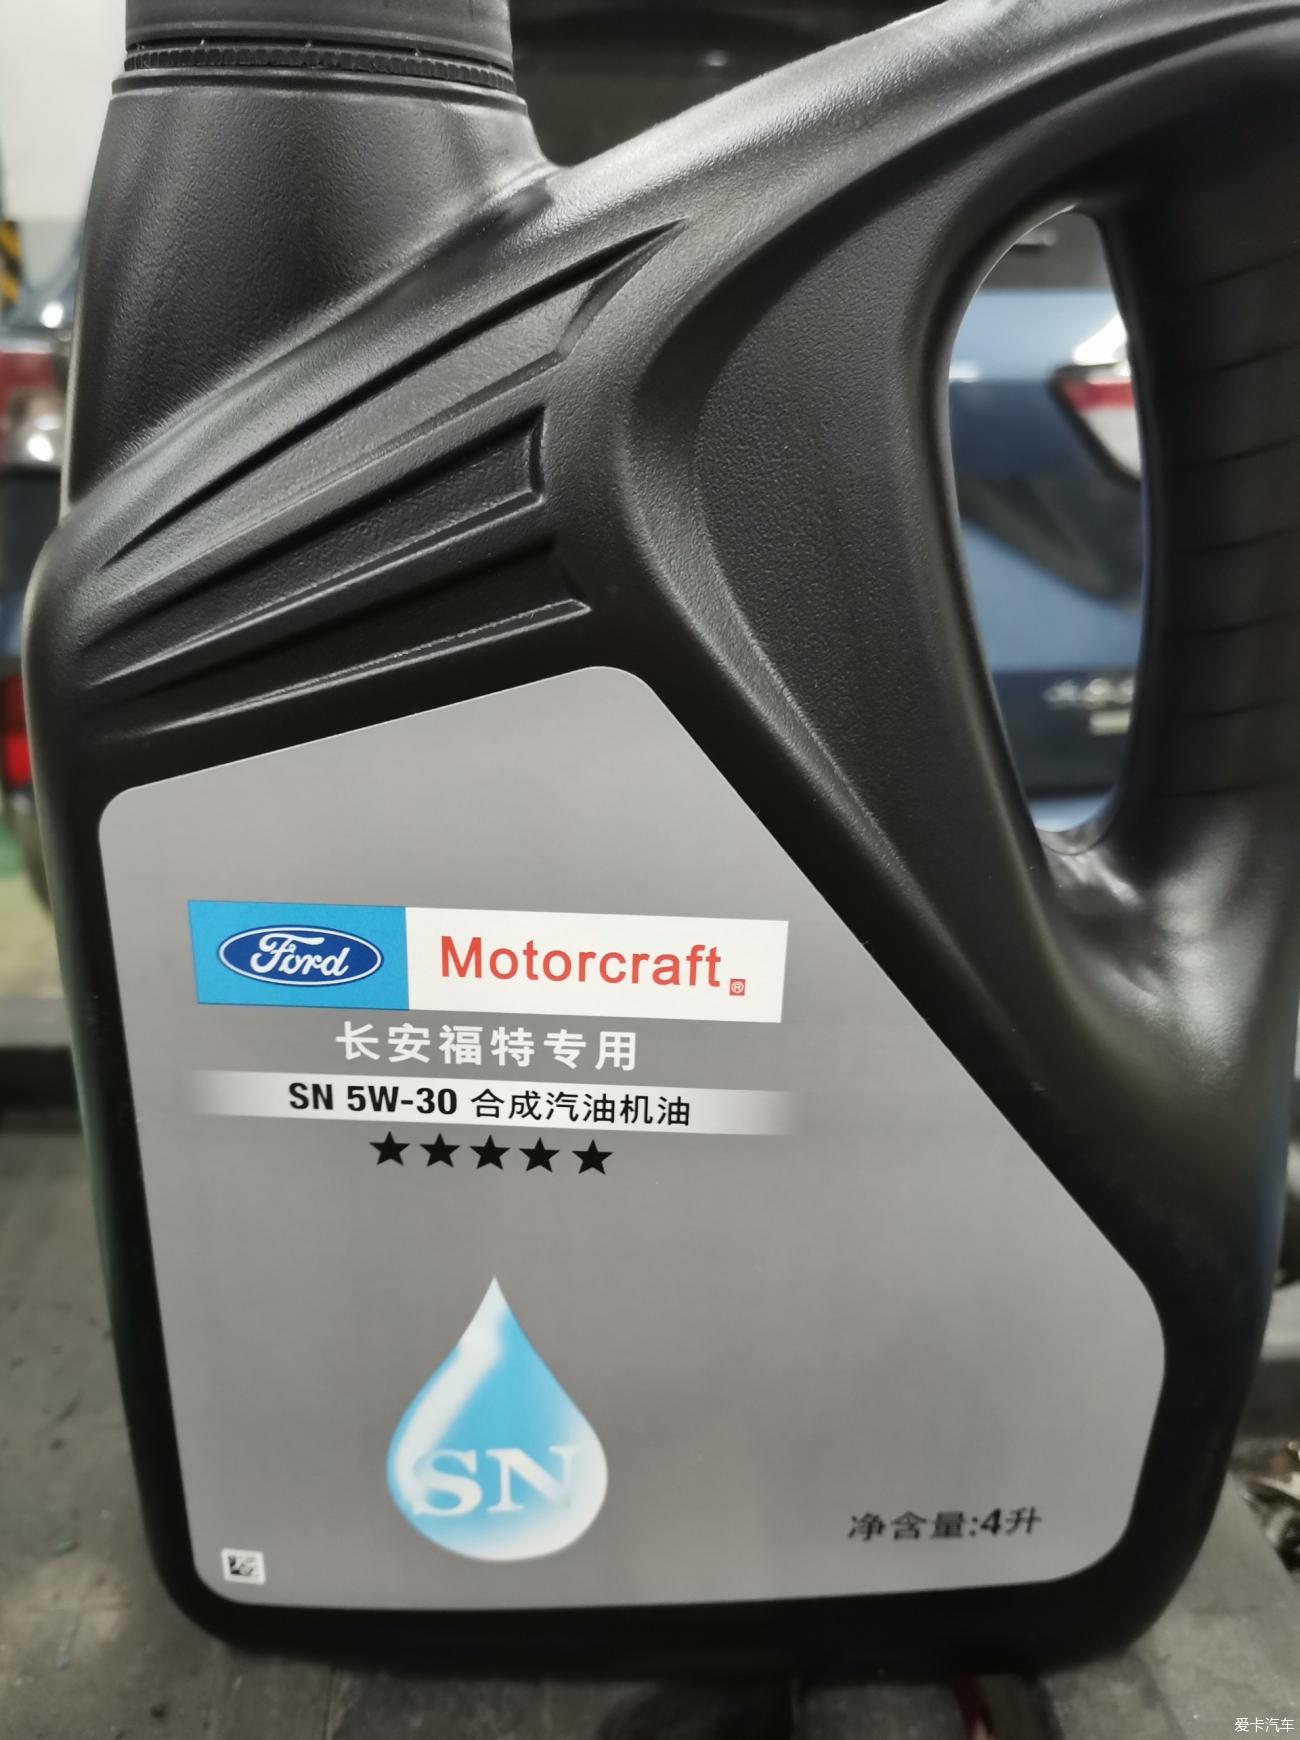 Ford Motorcraft®
长安福特专用
SN 5W-30 合成汽油机油
★★★★★
SN
净含量:4升
爱卡汽车